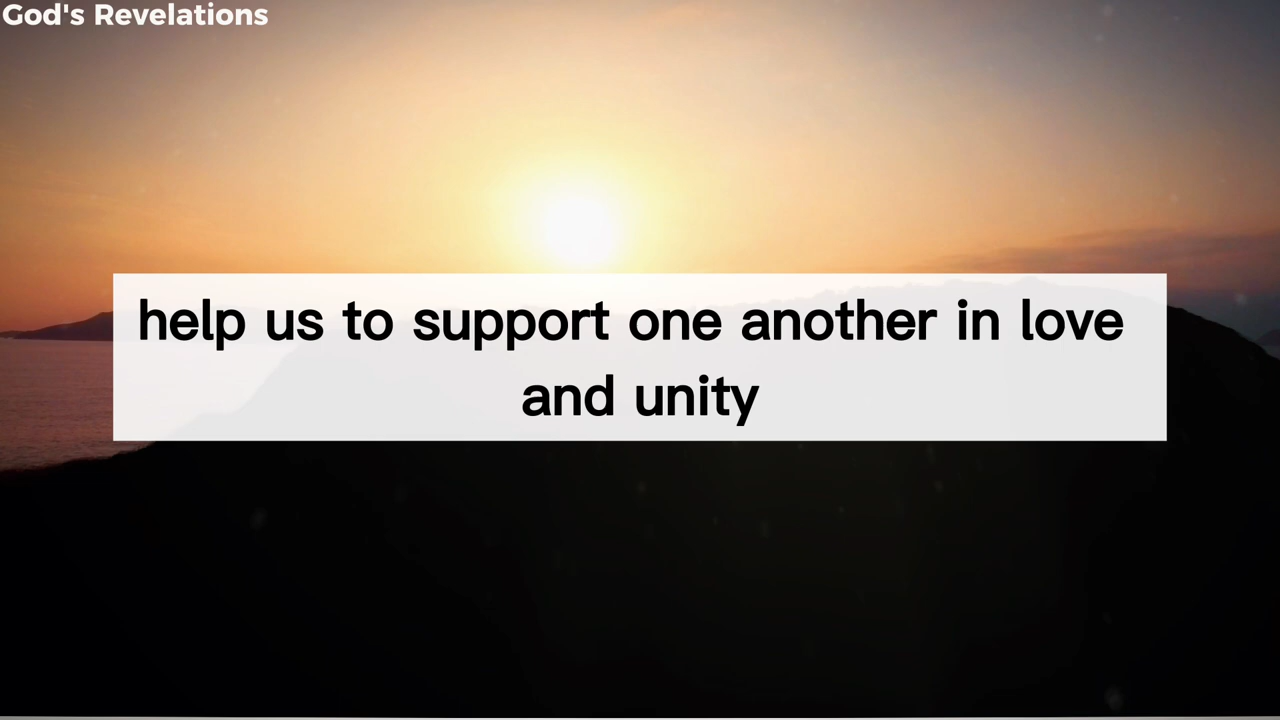 God's Revelations
help us to support one another in love
and unity